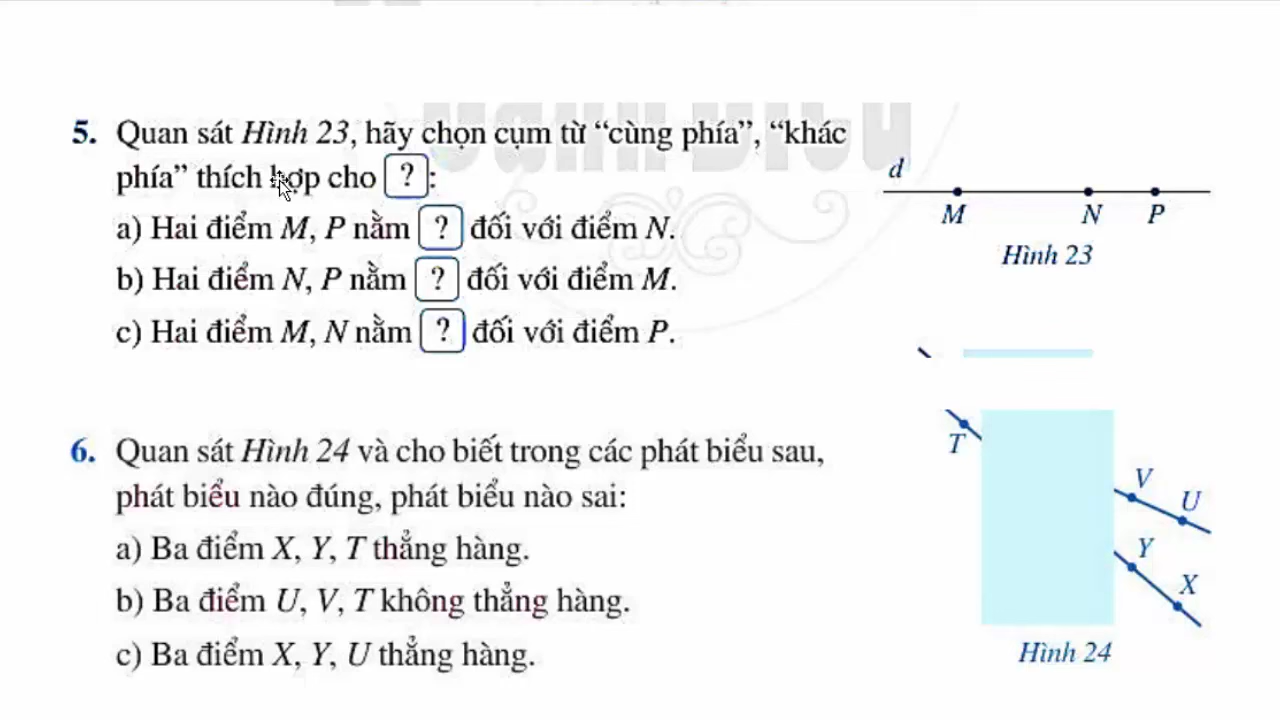 5. Quan sát Hình 23, hãy chọn cụm từ “cùng phía”, “khác
phía” thích hợp cho ? :
a) Hai điểm M, P nằm ? đối với điểm N.
b) Hai điểm N, P nằm ? đối với điểm M.
c) Hai điểm M, N nằm ? đối với điểm P.
d
M N P
Hình 23
6. Quan sát Hình 24 và cho biết trong các phát biểu sau,
phát biểu nào đúng, phát biểu nào sai:
a) Ba điểm X, Y, T thẳng hàng.
b) Ba điểm U, V, T không thẳng hàng.
c) Ba điểm X, Y, U thẳng hàng.
T
V
U
Y
X
Hình 24